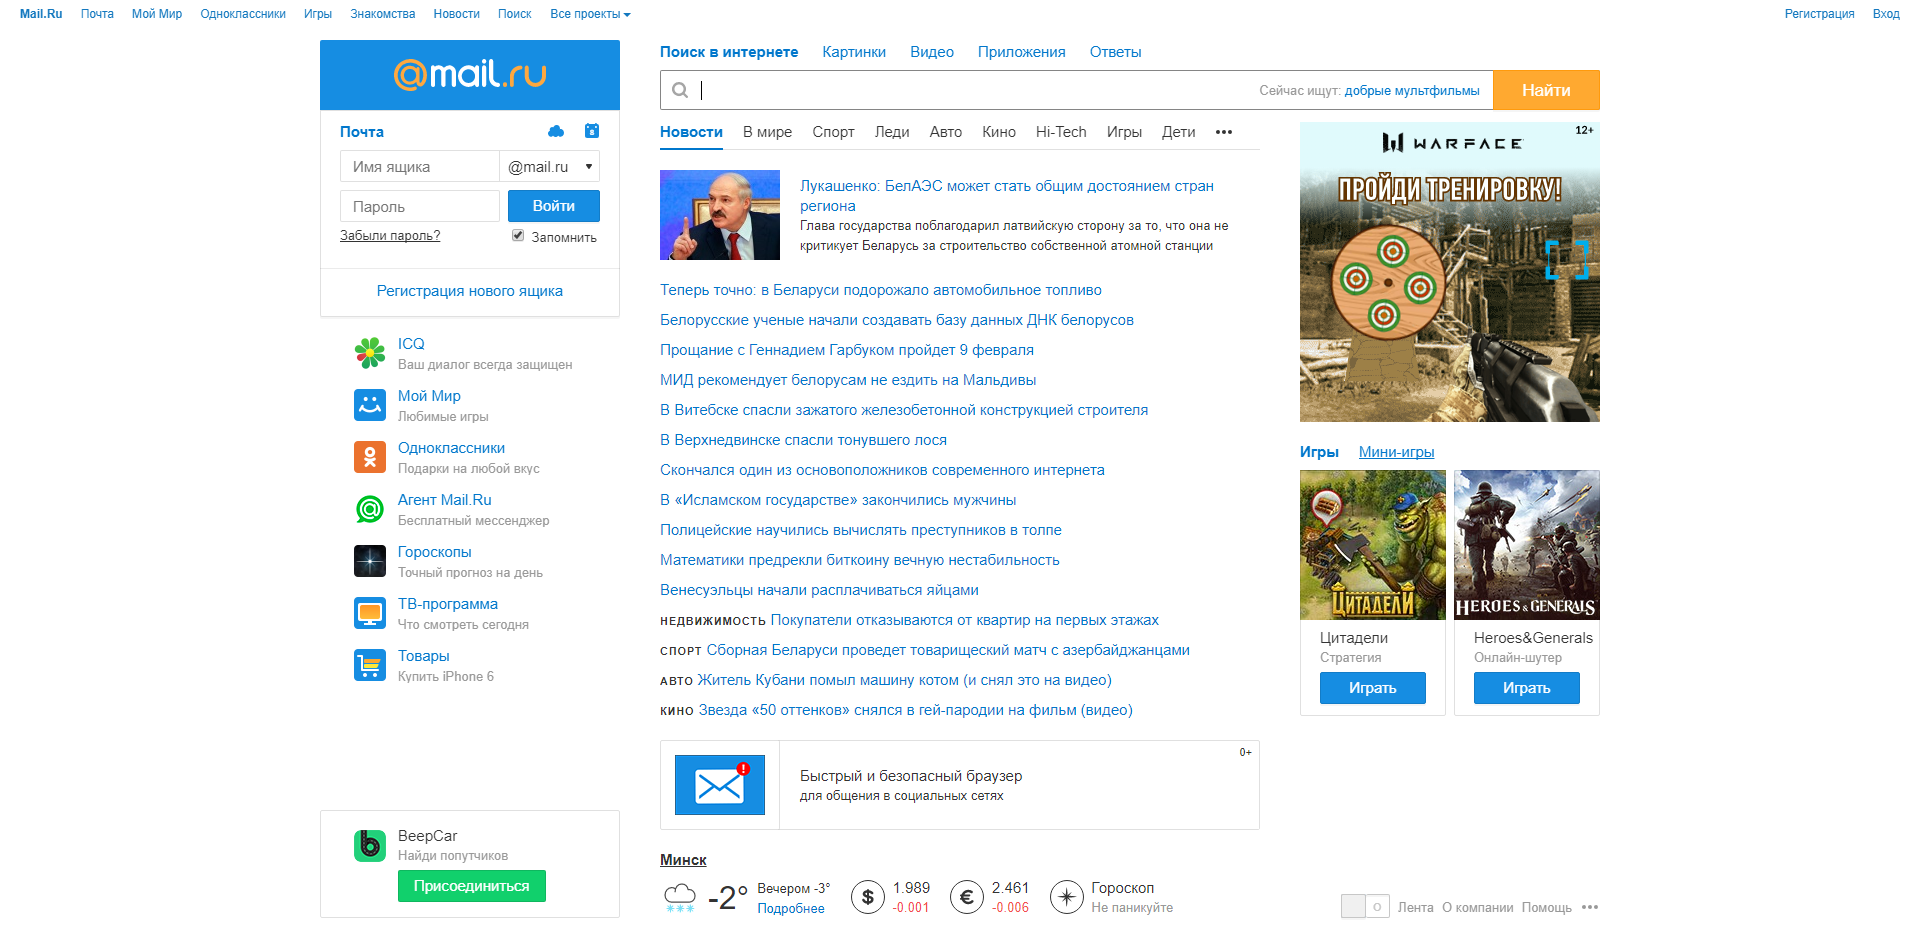 Mail.Ru Почта Мой Мир Одноклассники Игры Знакомства Новости Поиск Все проекты
Регистрация Вход
@mail.ru
Почта
Имя ящика @mail.ru
Пароль Войти
Забыли пароль? Запомнить
Регистрация нового ящика
ICQ
Ваш диалог всегда защищен
Мой Мир
Любимые игры
Одноклассники
Подарки на любой вкус
Агент Mail.Ru
Бесплатный мессенджер
Гороскопы
Точный прогноз на день
ТВ-программа
Что смотреть сегодня
Товары
Купить iPhone 6
BeepCar
Найди попутчиков
Присоединиться
Поиск в интернете Картинки Видео Приложения Ответы
Сейчас ищут: добрые мультфильмы Найти
Новости В мире Спорт Леди Авто Кино Hi-Tech Игры Дети •••
Лукашенко: БелАЭС может стать общим достоянием стран
региона
Глава государства поблагодарил латвийскую сторону за то, что она не
критикует Беларусь за строительство собственной атомной станции
Теперь точно: в Беларуси подорожало автомобильное топливо
Белорусские ученые начали создавать базу данных ДНК белорусов
Прощание с Геннадием Гарбуком пройдет 9 февраля
МИД рекомендует белорусам не ездить на Мальдивы
В Витебске спасли зажатого железобетонной конструкцией строителя
В Верхнедвинске спасли тонувшего лося
Скончался один из основоположников современного интернета
В «Исламском государстве» закончились мужчины
Полицейские научились вычислять преступников в толпе
Математики предрекли биткоину вечную нестабильность
Венесуэльцы начали расплачиваться яйцами
НЕДВИЖИМОСТЬ Покупатели отказываются от квартир на первых этажах
СПОРТ Сборная Беларуси проведет товарищеский матч с азербайджанцами
АВТО Житель Кубани помыл машину котом (и снял это на видео)
КИНО Звезда «50 оттенков» снялся в гей-пародии на фильм (видео)
0+
Быстрый и безопасный браузер
для общения в социальных сетях
Минск
-2° Вечером -3°
Подробнее
$ 1.989
-0.001
€ 2.461
-0.006
Гороскоп
Не паникуйте
12+
WARFACE
ПРОЙДИ ТРЕНИРОВКУ!
Игры Мини-игры
ЦИТАДЕЛИ
HEROES & GENERALS
Цитадели
Стратегия
Играть
Heroes&Generals
Онлайн-шутер
Играть
Лента О компании Помощь •••